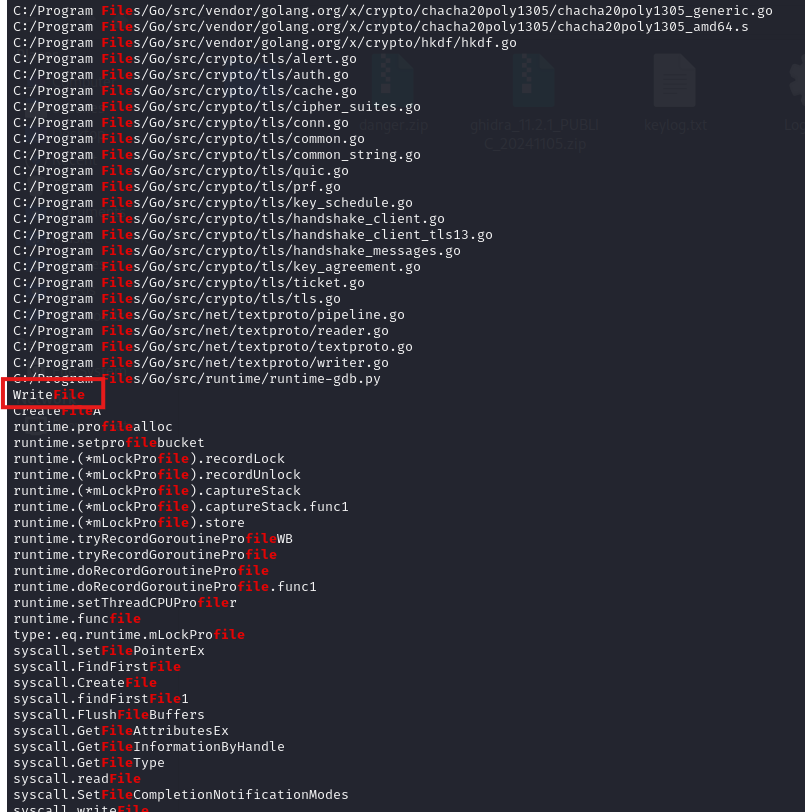 C:/Program Files/Go/src/vendor/golang.org/x/crypto/chacha20poly1305/chacha20poly1305_generic.go
C:/Program Files/Go/src/vendor/golang.org/x/crypto/chacha20poly1305/chacha20poly1305_amd64.s
C:/Program Files/Go/src/vendor/golang.org/x/crypto/hkdf/hkdf.go
C:/Program Files/Go/src/crypto/tls/alert.go
C:/Program Files/Go/src/crypto/tls/auth.go
C:/Program Files/Go/src/crypto/tls/cache.go
C:/Program Files/Go/src/crypto/tls/cipher_suites.go
C:/Program Files/Go/src/crypto/tls/conn.go
danger.zip
ghidra_11.2.1_PUBLIC_20241105.zip
keylog.txt
C:/Program Files/Go/src/crypto/tls/common.go
C:/Program Files/Go/src/crypto/tls/common_string.go
C:/Program Files/Go/src/crypto/tls/quic.go
C:/Program Files/Go/src/crypto/tls/prf.go
C:/Program Files/Go/src/crypto/tls/key_schedule.go
C:/Program Files/Go/src/crypto/tls/handshake_client.go
C:/Program Files/Go/src/crypto/tls/handshake_client_tls13.go
C:/Program Files/Go/src/crypto/tls/handshake_messages.go
C:/Program Files/Go/src/crypto/tls/key_agreement.go
C:/Program Files/Go/src/crypto/tls/ticket.go
C:/Program Files/Go/src/crypto/tls/tls.go
C:/Program Files/Go/src/net/textproto/pipeline.go
C:/Program Files/Go/src/net/textproto/reader.go
C:/Program Files/Go/src/net/textproto/textproto.go
C:/Program Files/Go/src/net/textproto/writer.go
C:/Program Files/Go/src/runtime/runtime-gdb.py
WriteFile
CreateFileA
runtime.profilealloc
runtime.setprofilebucket
runtime.(*mLockProfile).recordLock
runtime.(*mLockProfile).recordUnlock
runtime.(*mLockProfile).captureStack
runtime.(*mLockProfile).captureStack.func1
runtime.(*mLockProfile).store
runtime.tryRecordGoroutineProfileWB
runtime.tryRecordGoroutineProfile
runtime.doRecordGoroutineProfile
runtime.doRecordGoroutineProfile.func1
runtime.setThreadCPUProfiler
runtime.funcfile
type:.eq.runtime.mLockProfile
syscall.setFilePointerEx
syscall.FindFirstFile
syscall.CreateFile
syscall.findFirstFile1
syscall.FlushFileBuffers
syscall.GetFileAttributesEx
syscall.GetFileInformationByHandle
syscall.GetFileType
syscall.readFile
syscall.SetFileCompletionNotificationModes
syscall.writeFile